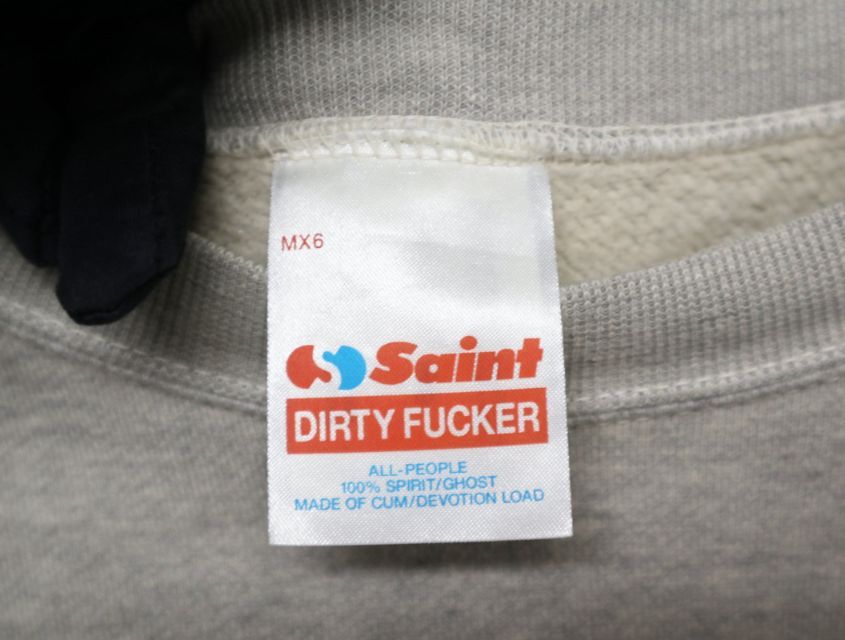 MX6
Saint
DIRTY FUCKER
ALL-PEOPLE
100% SPIRIT/GHOST
MADE OF CUM/DEVOTION LOAD